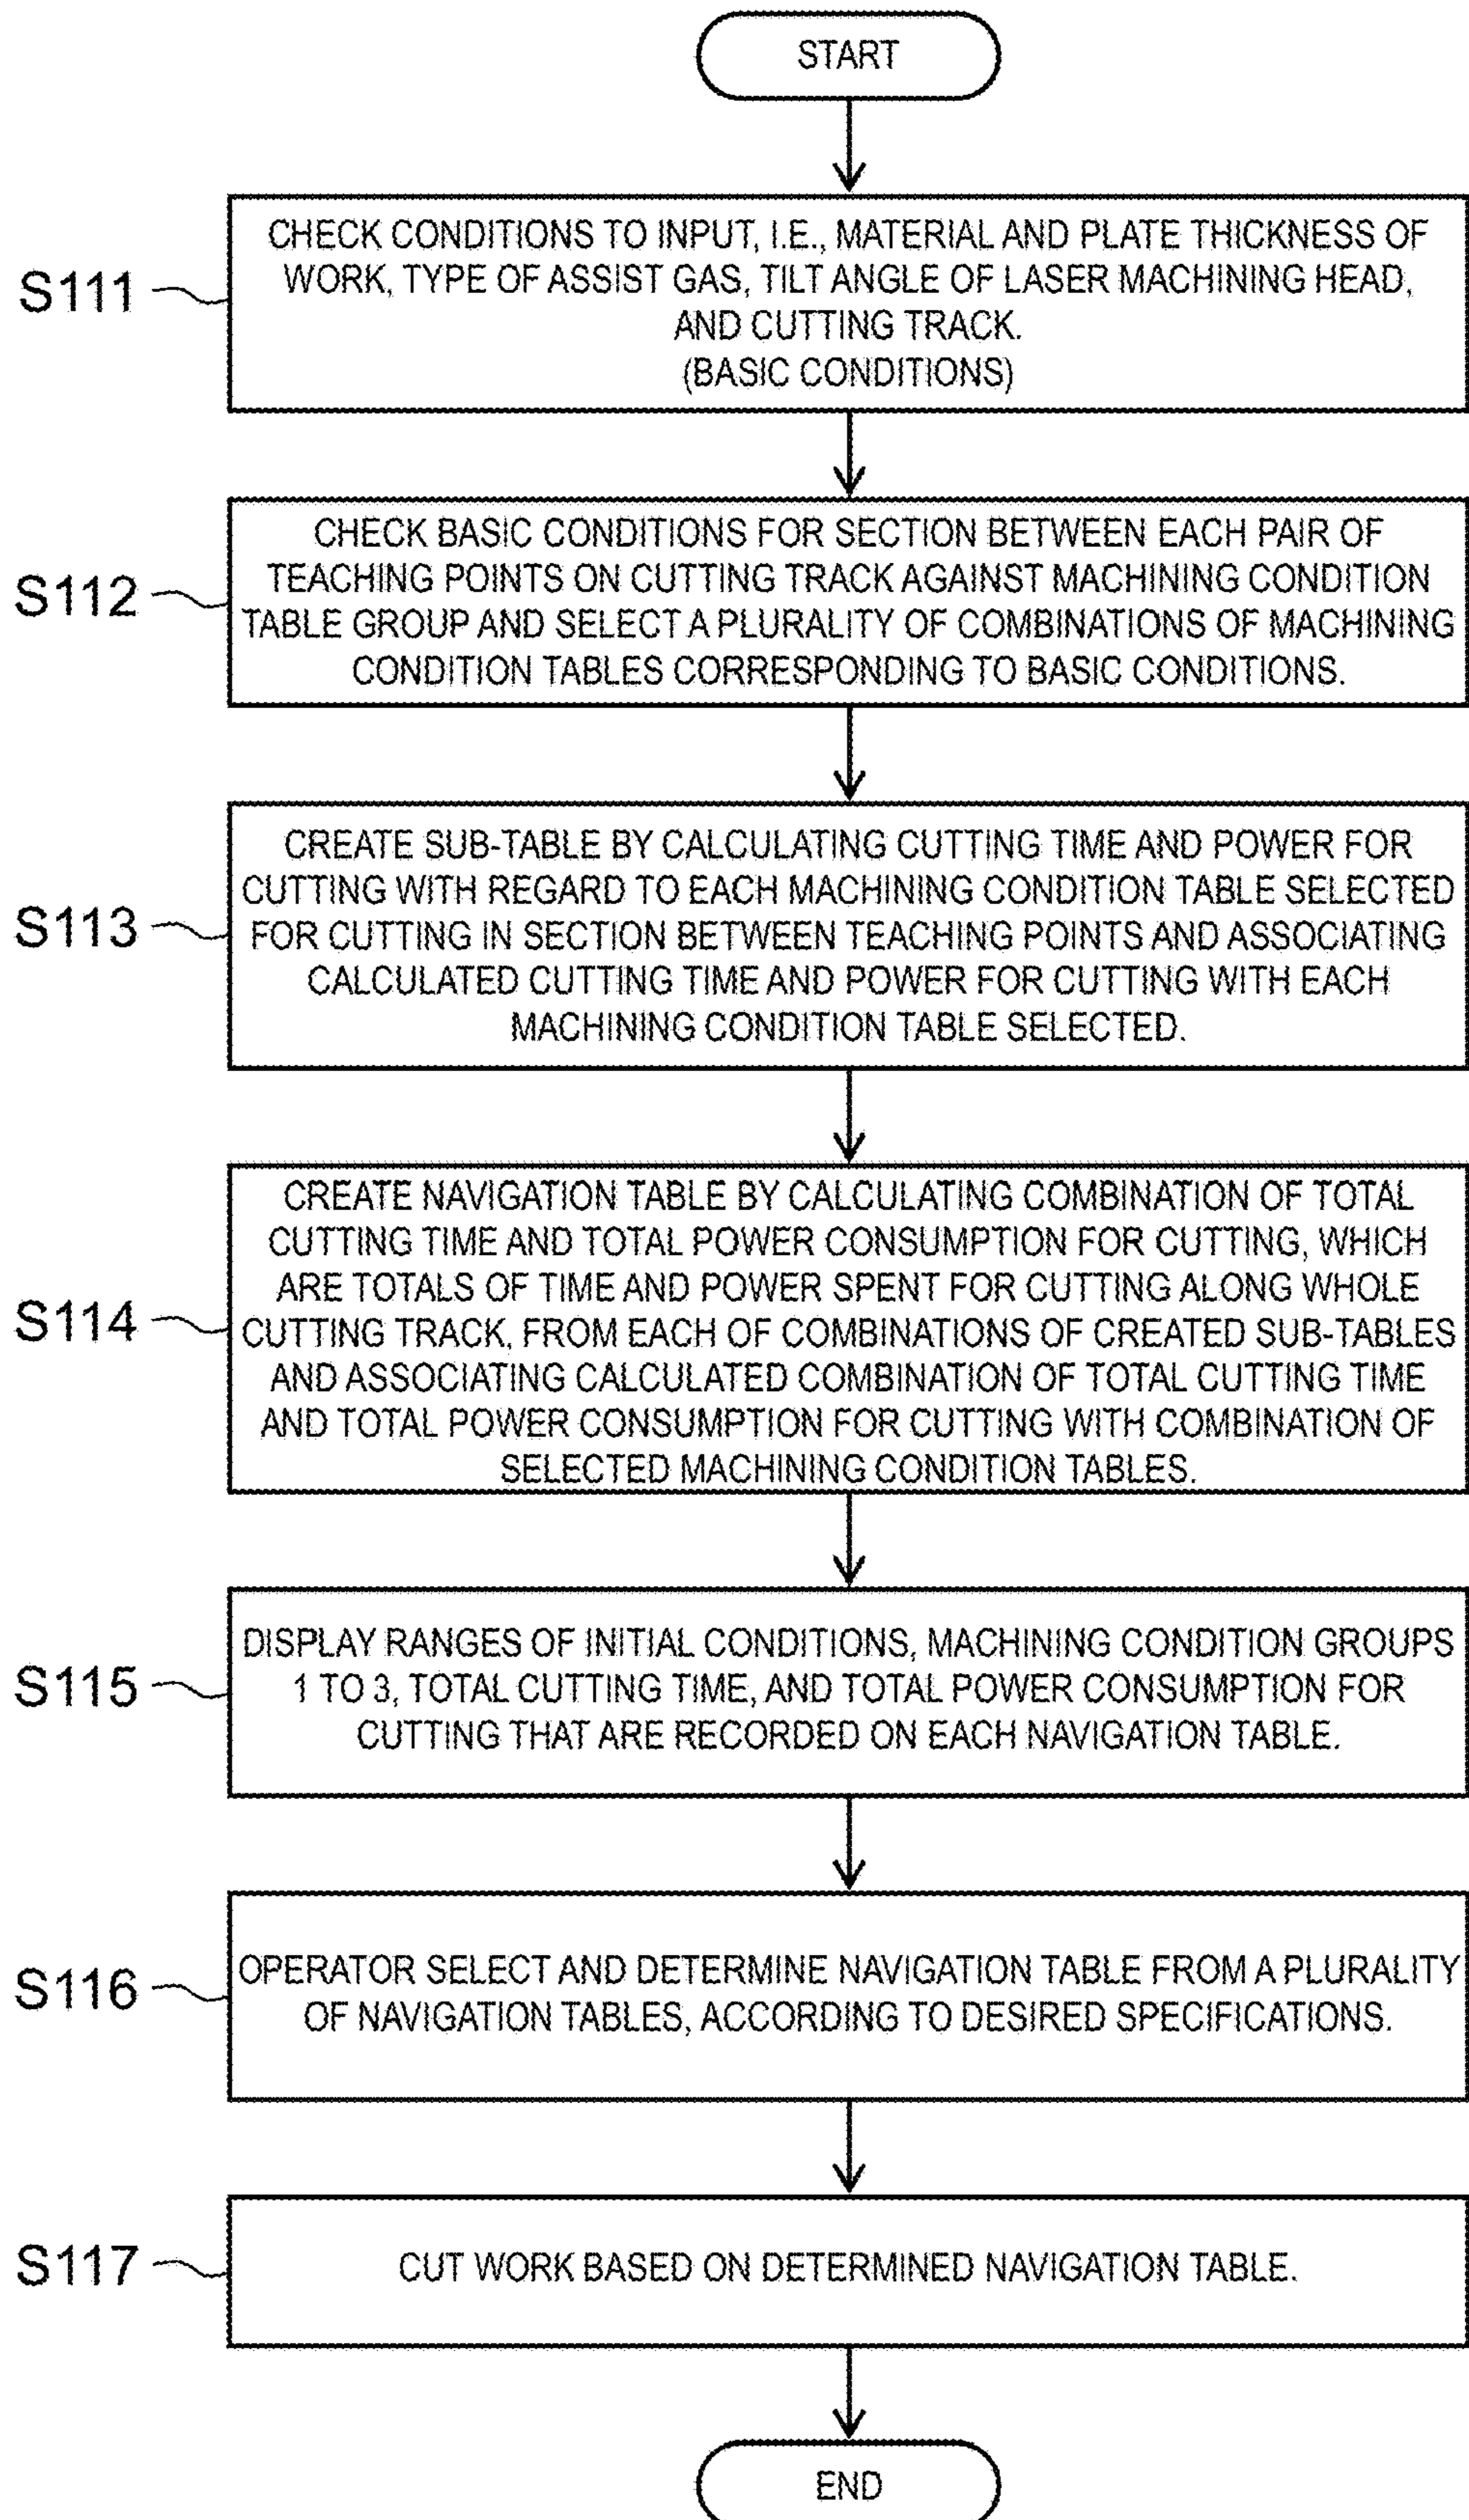 START
S111
CHECK CONDITIONS TO INPUT, I.E., MATERIAL AND PLATE THICKNESS OF
WORK, TYPE OF ASSIST GAS, TILT ANGLE OF LASER MACHINING HEAD,
AND CUTTING TRACK.
(BASIC CONDITIONS)
S112
CHECK BASIC CONDITIONS FOR SECTION BETWEEN EACH PAIR OF
TEACHING POINTS ON CUTTING TRACK AGAINST MACHINING CONDITION
TABLE GROUP AND SELECT A PLURALITY OF COMBINATIONS OF MACHINING
CONDITION TABLES CORRESPONDING TO BASIC CONDITIONS.
S113
CREATE SUB-TABLE BY CALCULATING CUTTING TIME AND POWER FOR
CUTTING WITH REGARD TO EACH MACHINING CONDITION TABLE SELECTED
FOR CUTTING IN SECTION BETWEEN TEACHING POINTS AND ASSOCIATING
CALCULATED CUTTING TIME AND POWER FOR CUTTING WITH EACH
MACHINING CONDITION TABLE SELECTED.
S114
CREATE NAVIGATION TABLE BY CALCULATING COMBINATION OF TOTAL
CUTTING TIME AND TOTAL POWER CONSUMPTION FOR CUTTING, WHICH
ARE TOTALS OF TIME AND POWER SPENT FOR CUTTING ALONG WHOLE
CUTTING TRACK, FROM EACH OF COMBINATIONS OF CREATED SUB-TABLES
AND ASSOCIATING CALCULATED COMBINATION OF TOTAL CUTTING TIME
AND TOTAL POWER CONSUMPTION FOR CUTTING WITH COMBINATION OF
SELECTED MACHINING CONDITION TABLES.
S115
DISPLAY RANGES OF INITIAL CONDITIONS, MACHINING CONDITION GROUPS
1 TO 3, TOTAL CUTTING TIME, AND TOTAL POWER CONSUMPTION FOR
CUTTING THAT ARE RECORDED ON EACH NAVIGATION TABLE.
S116
OPERATOR SELECT AND DETERMINE NAVIGATION TABLE FROM A PLURALITY
OF NAVIGATION TABLES, ACCORDING TO DESIRED SPECIFICATIONS.
S117
CUT WORK BASED ON DETERMINED NAVIGATION TABLE.
END